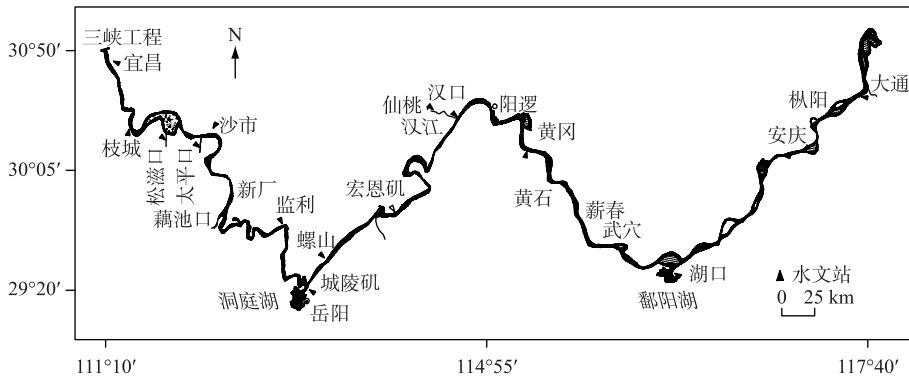 30°50′
30°05′
29°20′
111°10′
114°55′
117°40′
N
三峡工程
宜昌
枝城
松滋口
太平口
沙市
新厂
藕池口
监利
螺山
城陵矶
洞庭湖
岳阳
宏恩矶
仙桃
汉口
汉江
阳逻
黄冈
黄石
蕲春
武穴
湖口
鄱阳湖
安庆
枞阳
大通
▲ 水文站
0 25 km